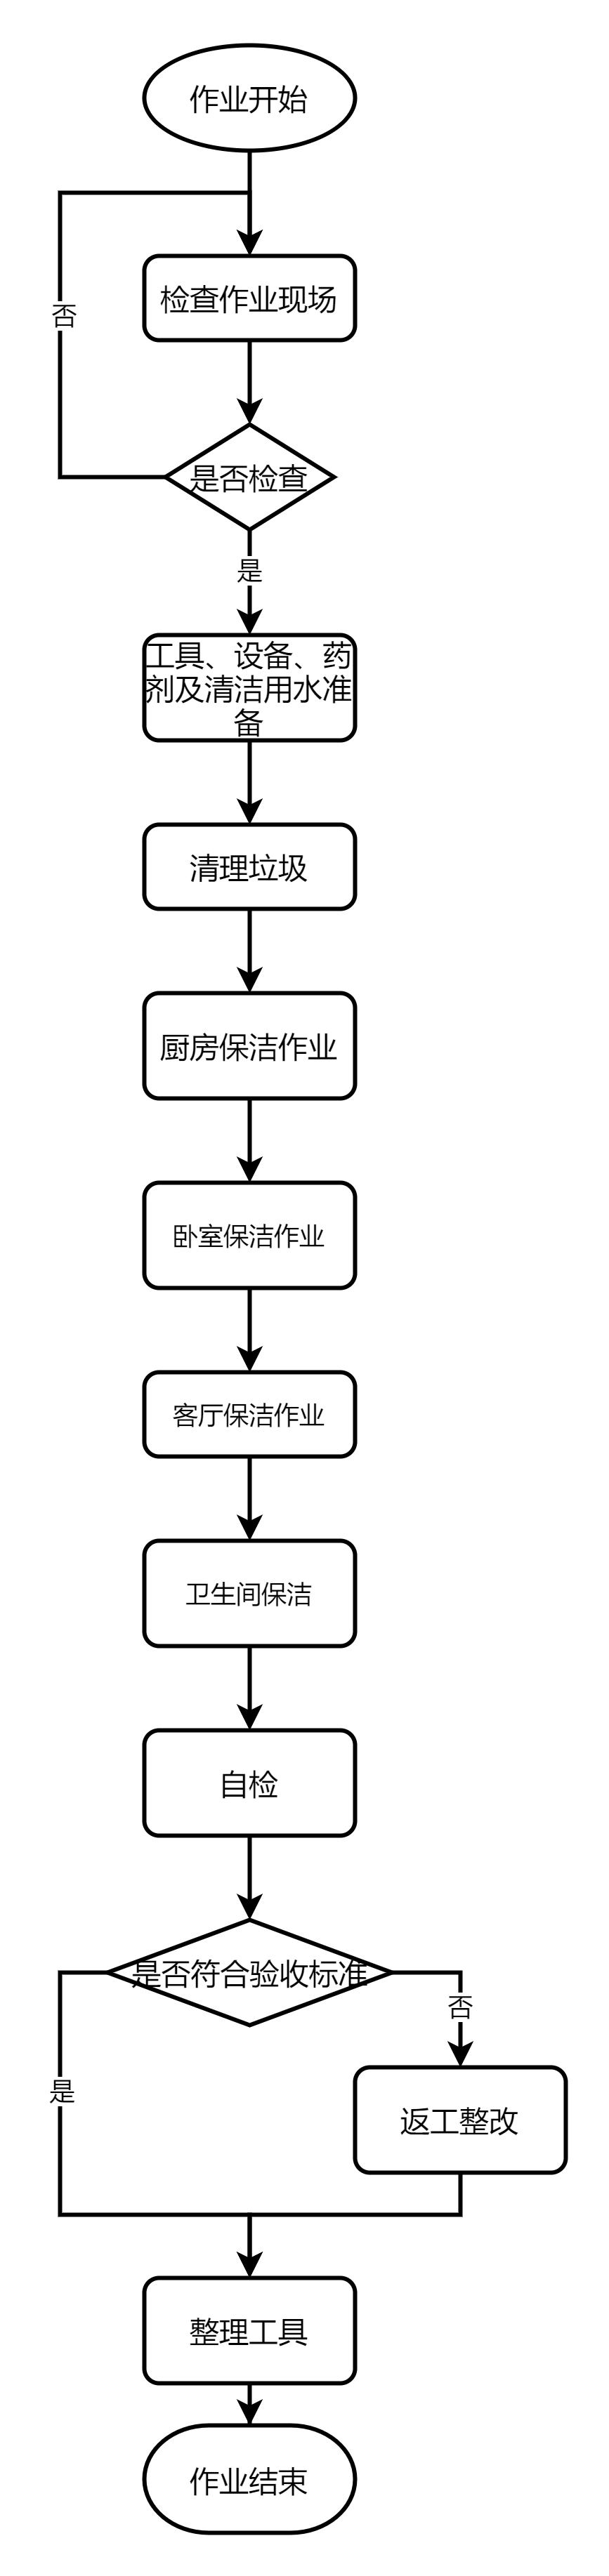 作业开始
检查作业现场
否
是否检查
是
工具、设备、药
剂及清洁用水准
备
清理垃圾
厨房保洁作业
卧室保洁作业
客厅保洁作业
卫生间保洁
自检
是否符合验收标准
否
是
返工整改
整理工具
作业结束